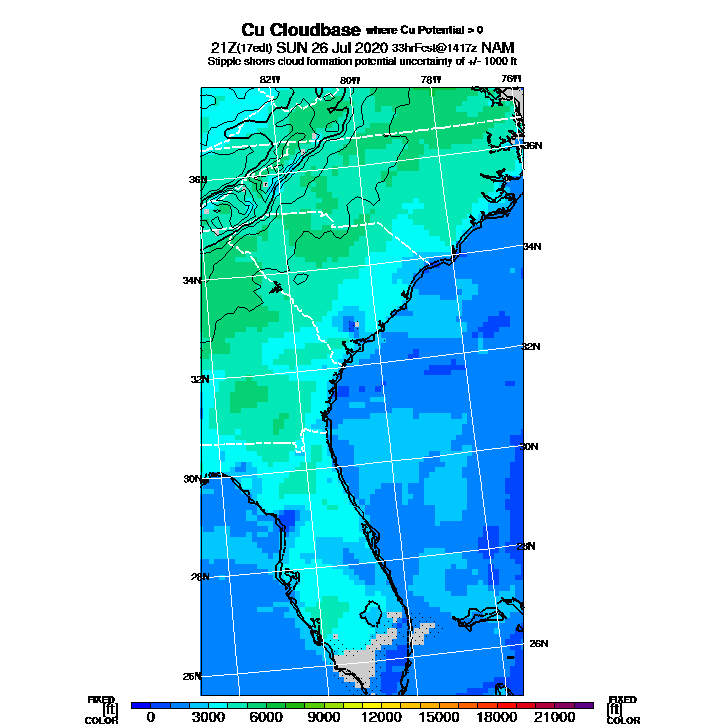 Cu Cloudbase where Cu Potential > 0
21Z(17edt) SUN 26 Jul 2020 33hrFcst@1417z NAM
Stipple shows cloud formation potential uncertainty of +/- 1000 ft
82W 80W 78W 76W
36N
36N
34N
34N
32N
32N
30N
30N
28N
28N
26N
26N
FIXED FIXED
[ft] [ft]
COLOR COLOR
0 3000 6000 9000 12000 15000 18000 21000